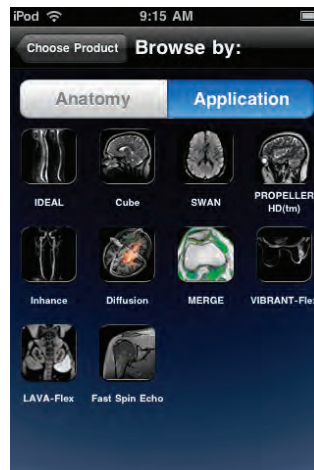 iPod 9:15 AM
Choose Product Browse by:
Anatomy Application
IDEAL Cube SWAN PROPELLER
HD(tm)
Inhance Diffusion MERGE VIBRANT-Fle
LAVA-Flex Fast Spin Echo